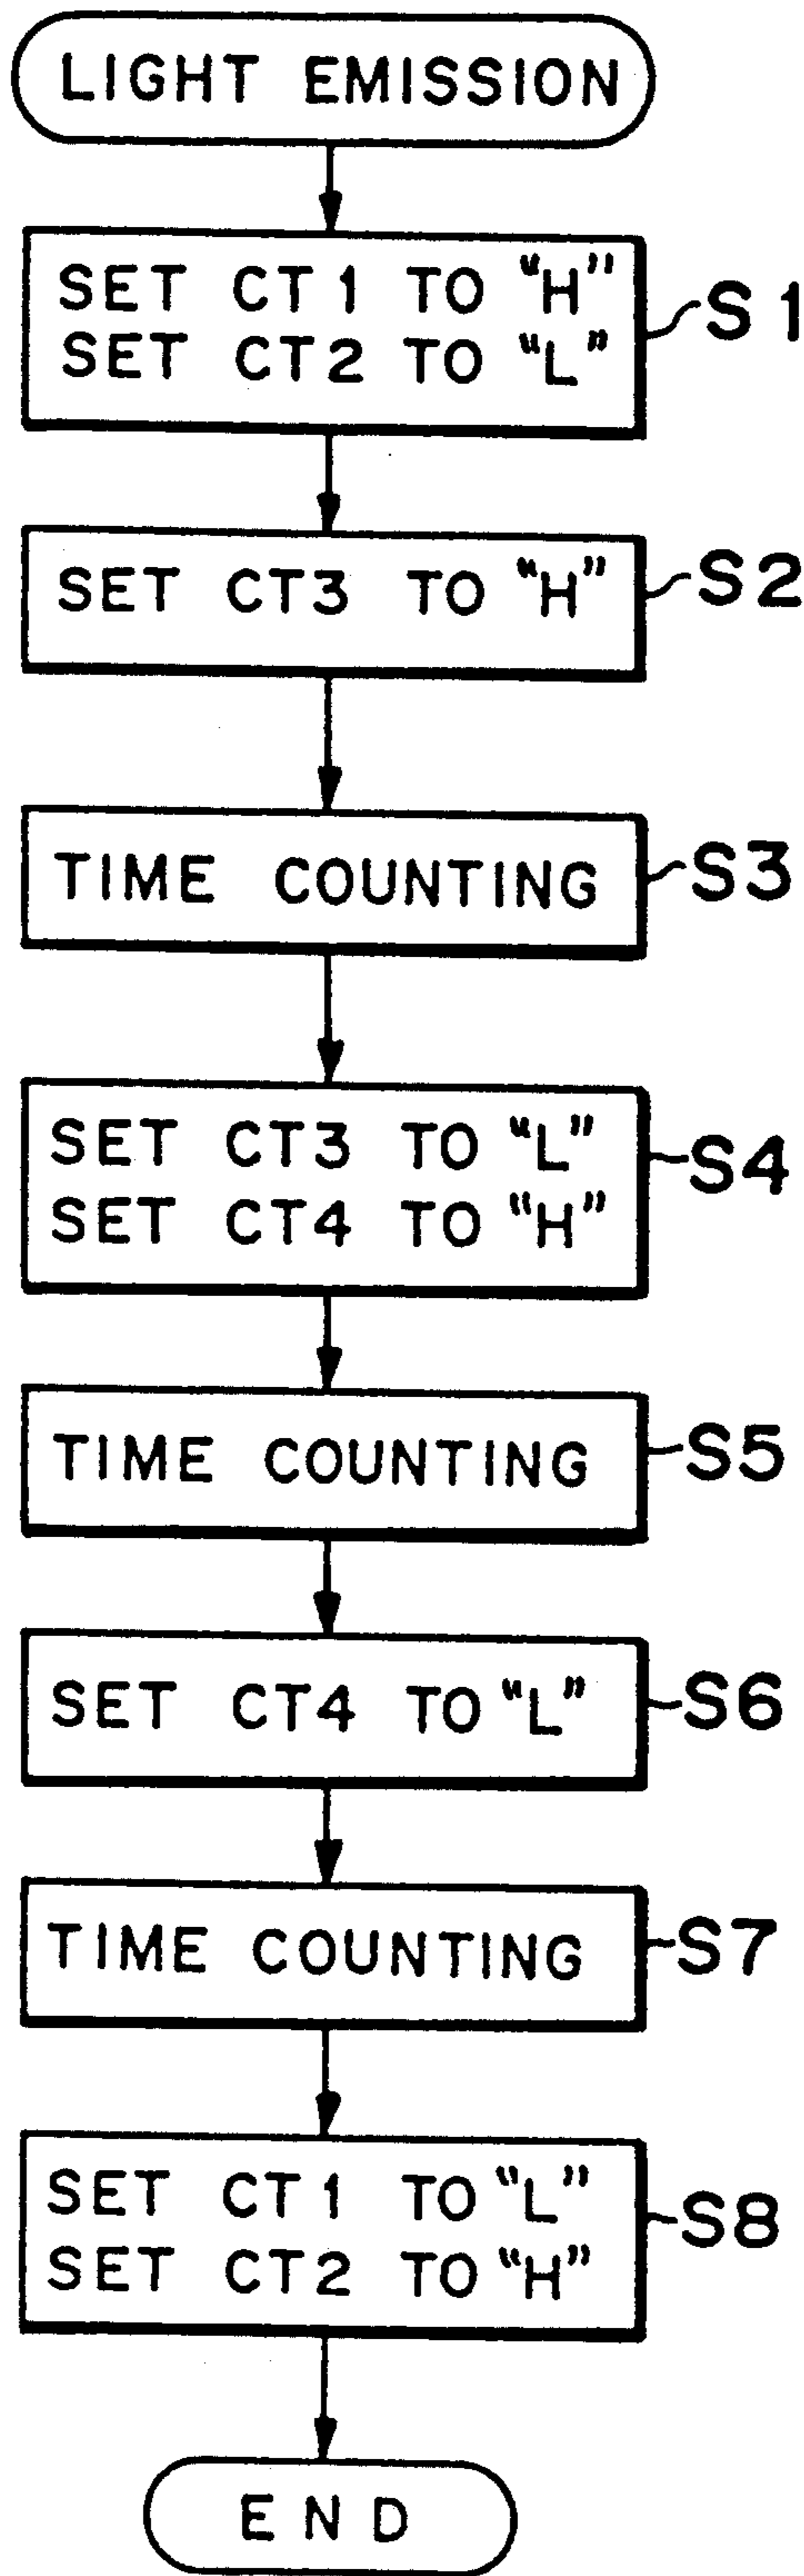 LIGHT EMISSION
SET CT1 TO "H"
SET CT2 TO "L"
S1
SET CT3 TO "H"
S2
TIME COUNTING
S3
SET CT3 TO "L"
SET CT4 TO "H"
S4
TIME COUNTING
S5
SET CT4 TO "L"
S6
TIME COUNTING
S7
SET CT1 TO "L"
SET CT2 TO "H"
S8
END